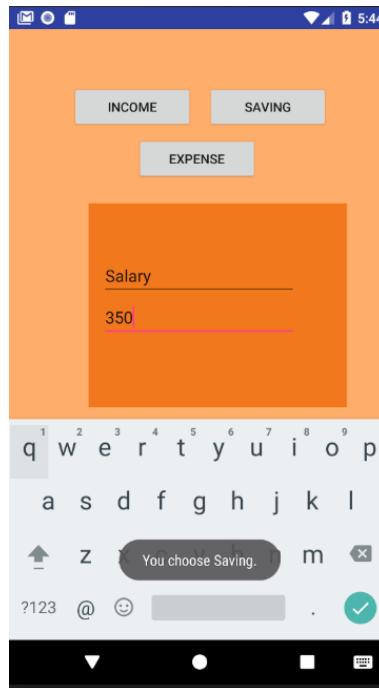 5:44
INCOME
SAVING
EXPENSE
Salary
350
1 2 3 4 5 6 7 8 9
q w e r t y u i o p
a s d f g h j k l
z m
You choose Saving.
?123 @ .